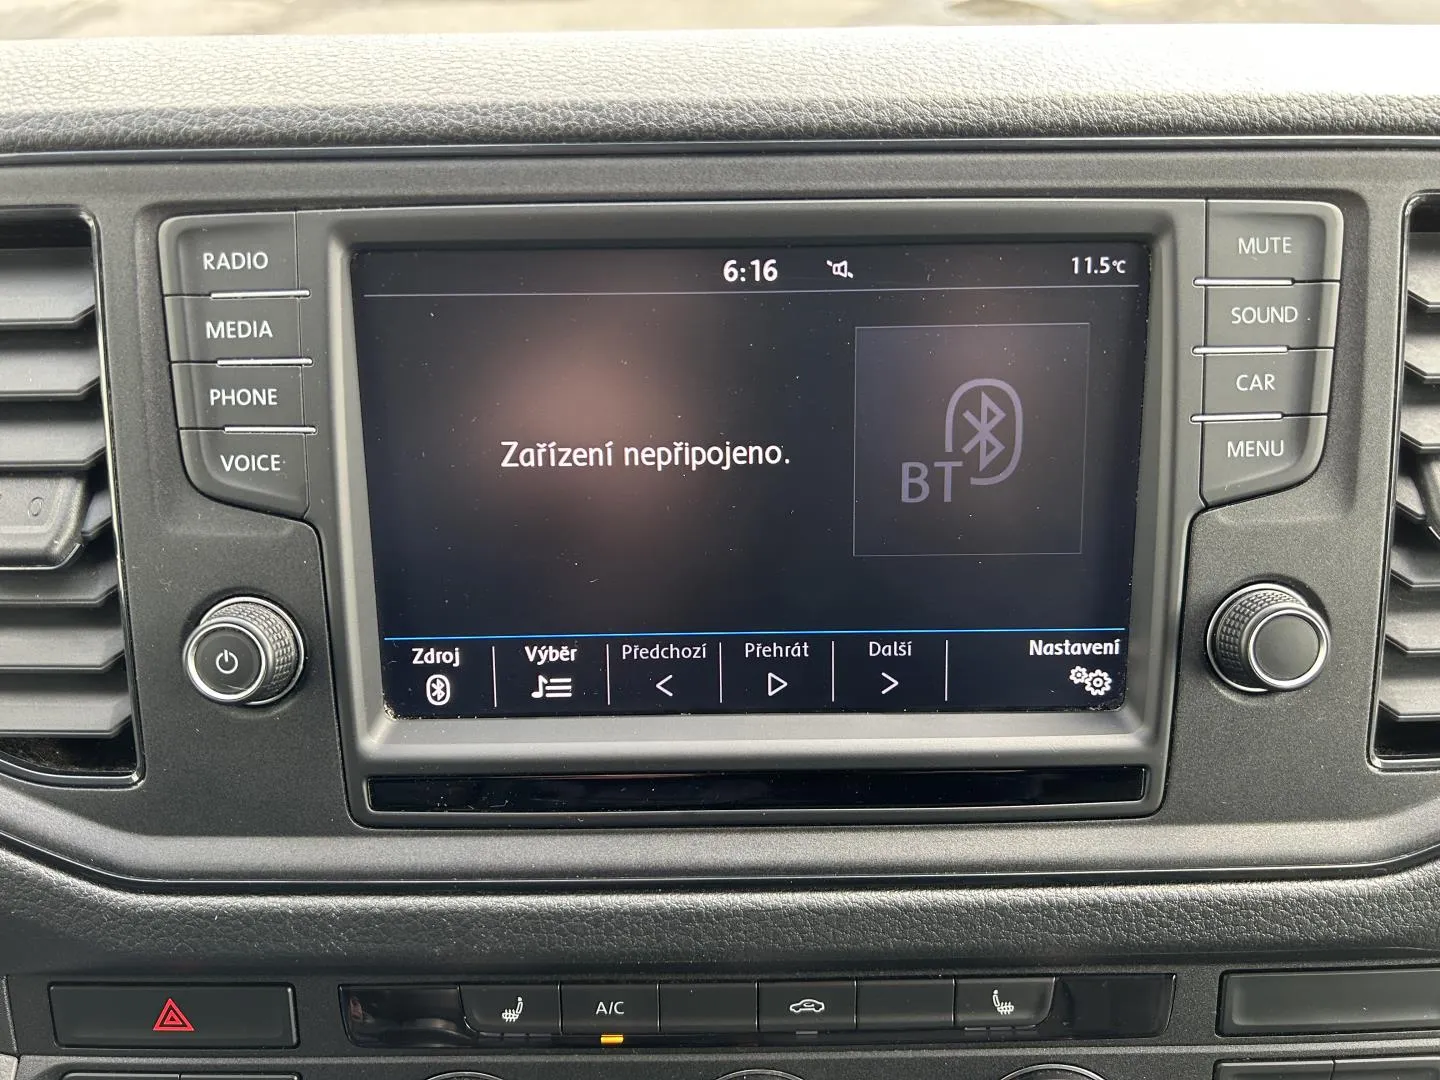 RADIO
MEDIA
PHONE
VOICE
6:16
11.5°C
Zařízení nepřipojeno.
BT
Zdroj
Výběr
Předchozí
Přehrát
Další
Nastavení
MUTE
SOUND
CAR
MENU
A/C